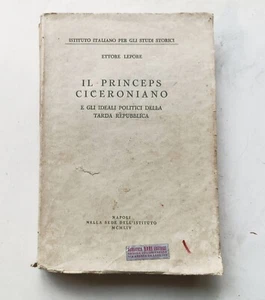 ISTITUTO ITALIANO PER GLI STUDI STORICI
ETTORE LEPORE
IL PRINCEPS
CICERONIANO
E GLI IDEALI POLITICI DELLA
TARDA REPUBBLICA
NAPOLI
NELLA SEDE DELL'ISTITUTO
MCMLIV